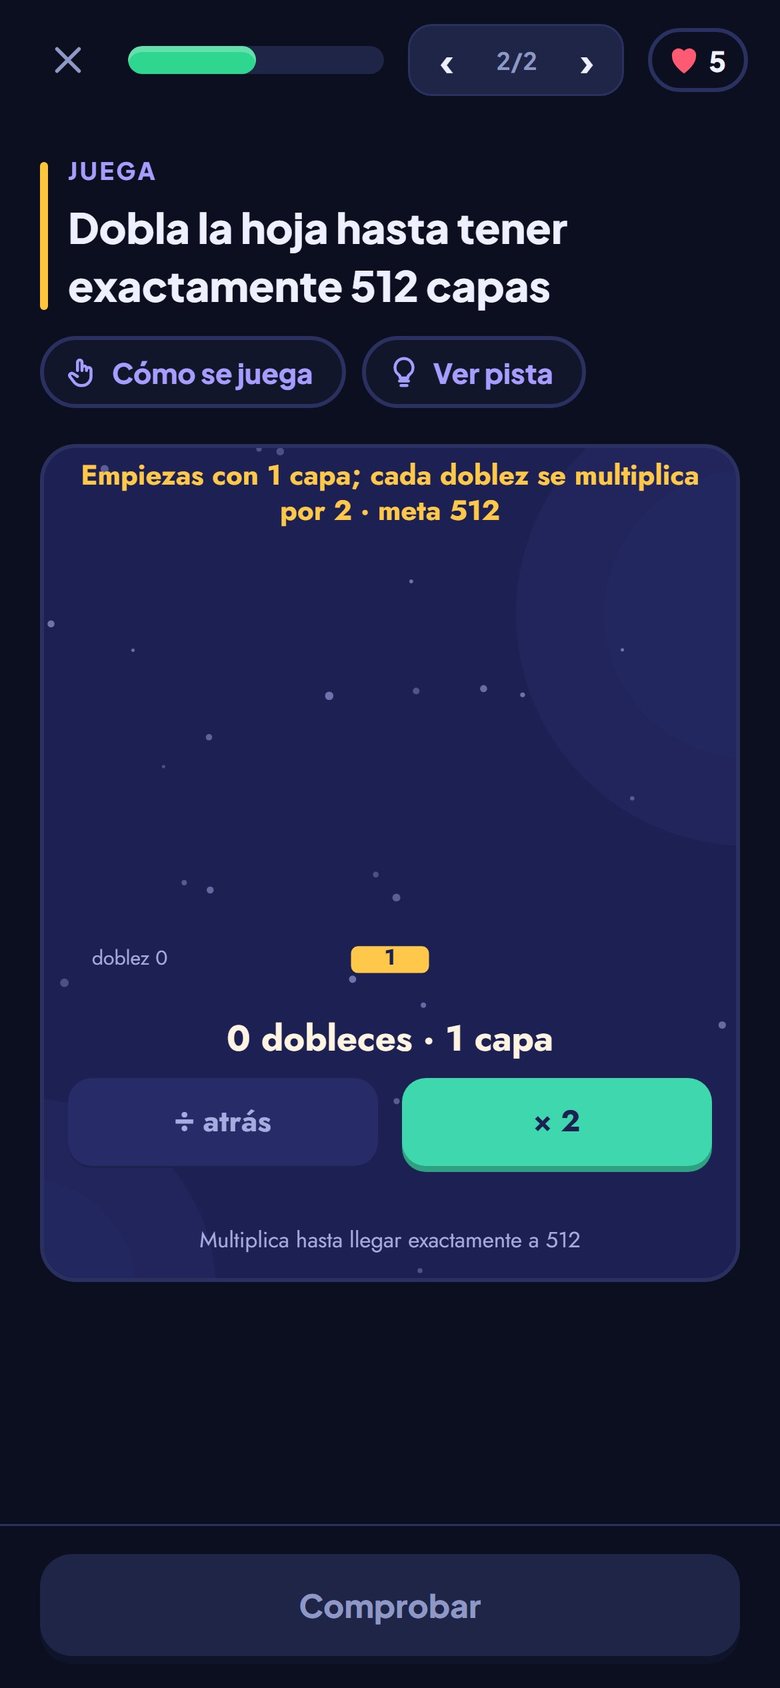 ‹ 2/2 › 5
JUEGA
Dobla la hoja hasta tener
exactamente 512 capas
Cómo se juega
Ver pista
Empiezas con 1 capa; cada doblez se multiplica
por 2 · meta 512
doblez 0
1
0 dobleces · 1 capa
÷ atrás
× 2
Multiplica hasta llegar exactamente a 512
Comprobar